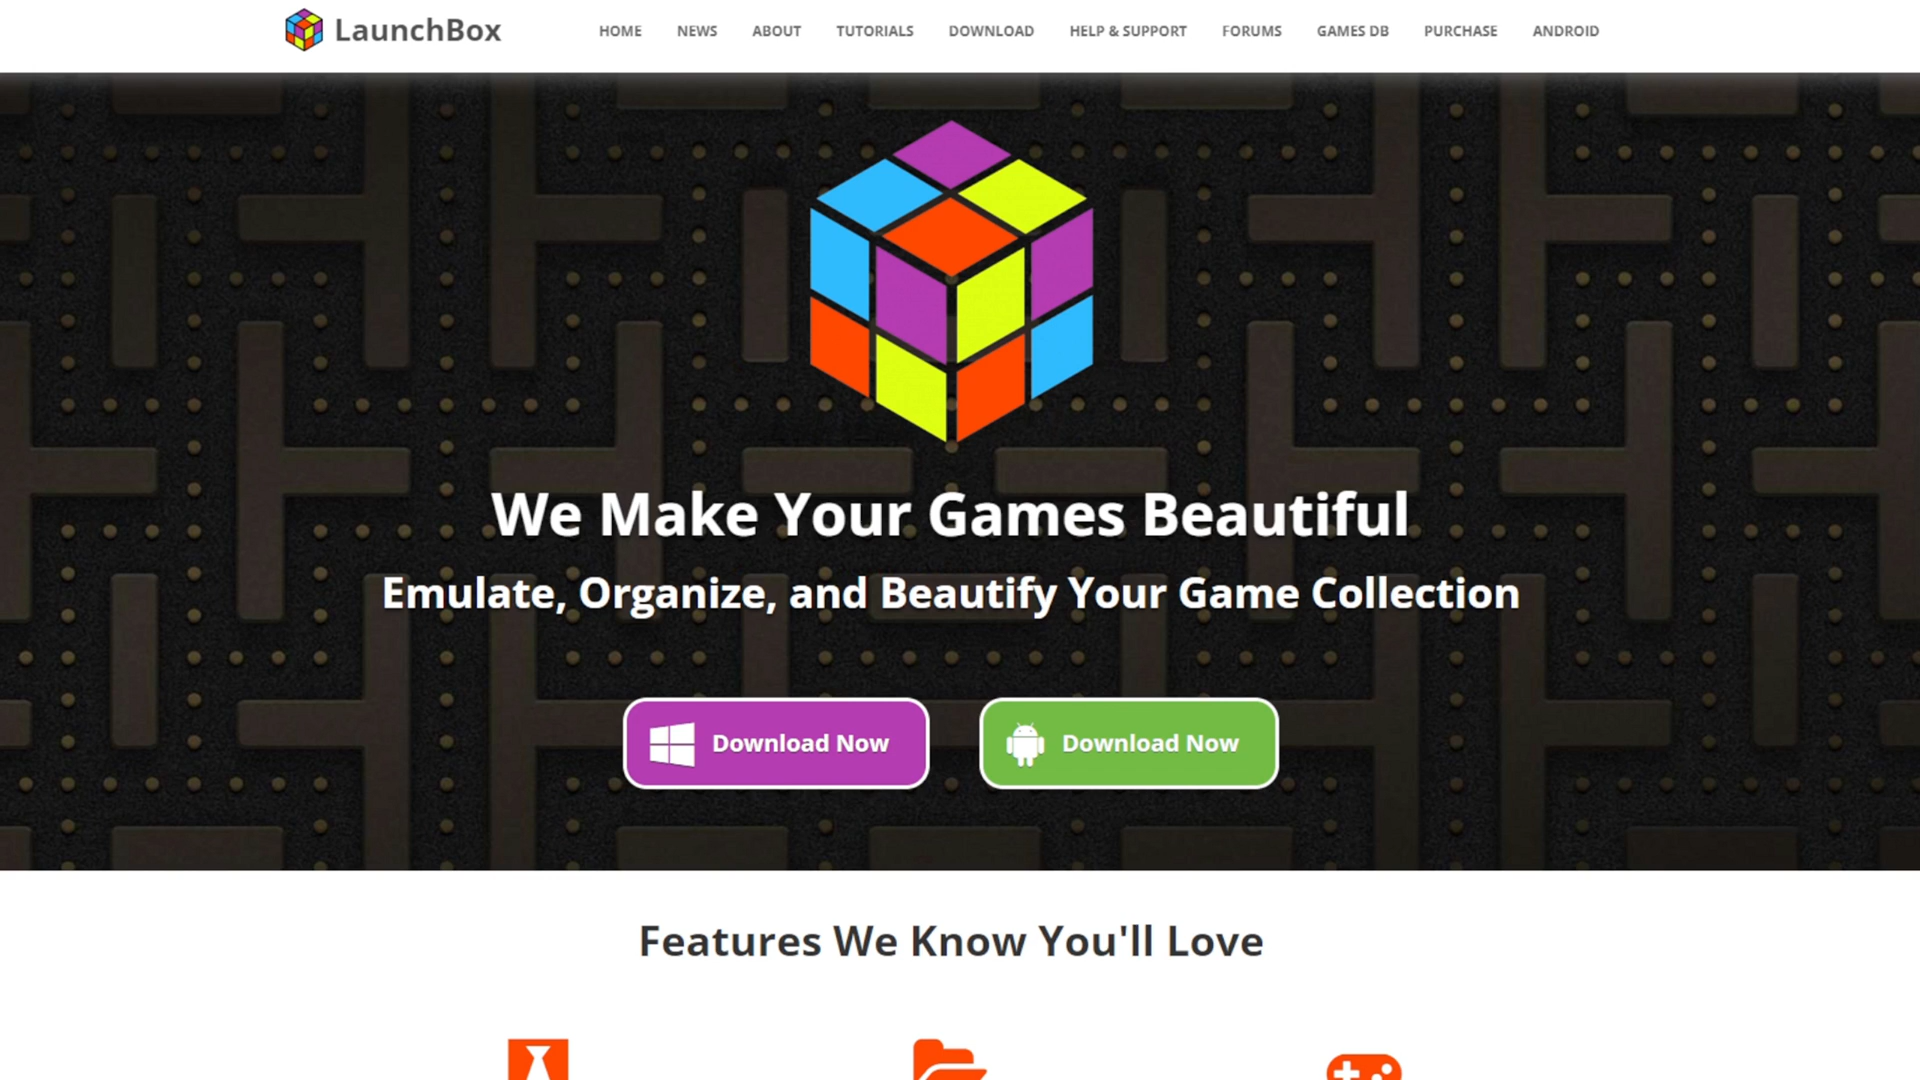 LaunchBox
HOME NEWS ABOUT TUTORIALS DOWNLOAD HELP & SUPPORT FORUMS GAMES DB PURCHASE ANDROID
We Make Your Games Beautiful
Emulate, Organize, and Beautify Your Game Collection
Download Now
Download Now
Features We Know You'll Love